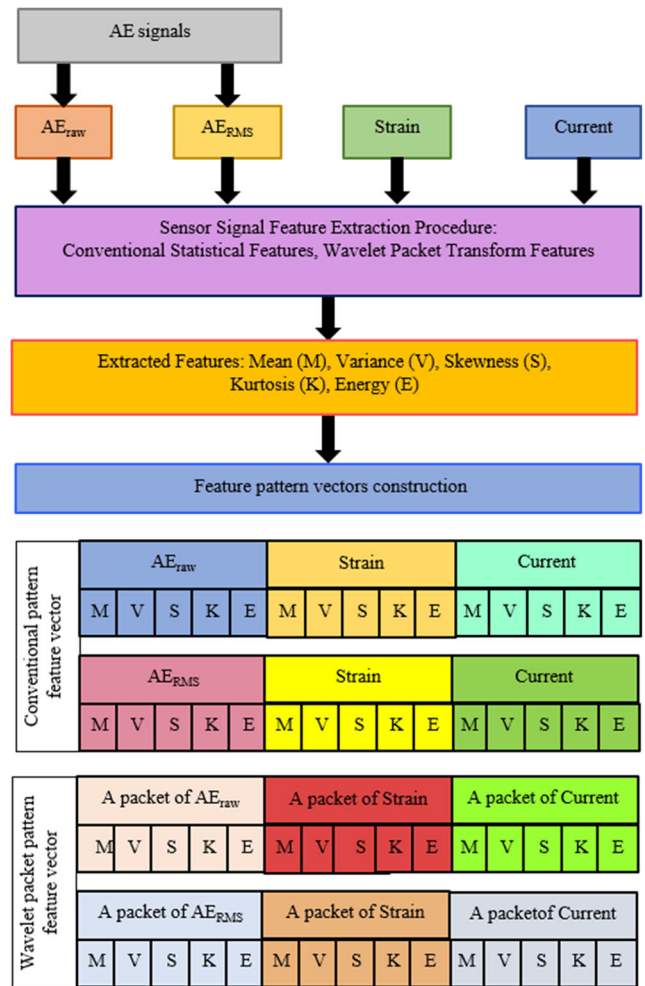 AE signals
AEraw
AERMS
Strain
Current
Sensor Signal Feature Extraction Procedure:
Conventional Statistical Features, Wavelet Packet Transform Features
Extracted Features: Mean (M), Variance (V), Skewness (S),
Kurtosis (K), Energy (E)
Feature pattern vectors construction
Conventional pattern
feature vector
AEraw Strain Current
M V S K E M V S K E M V S K E
AERMS Strain Current
M V S K E M V S K E M V S K E
Wavelet packet pattern
feature vector
A packet of AEraw A packet of Strain A packet of Current
M V S K E M V S K E M V S K E
A packet of AERMS A packet of Strain A packetof Current
M V S K E M V S K E M V S K E